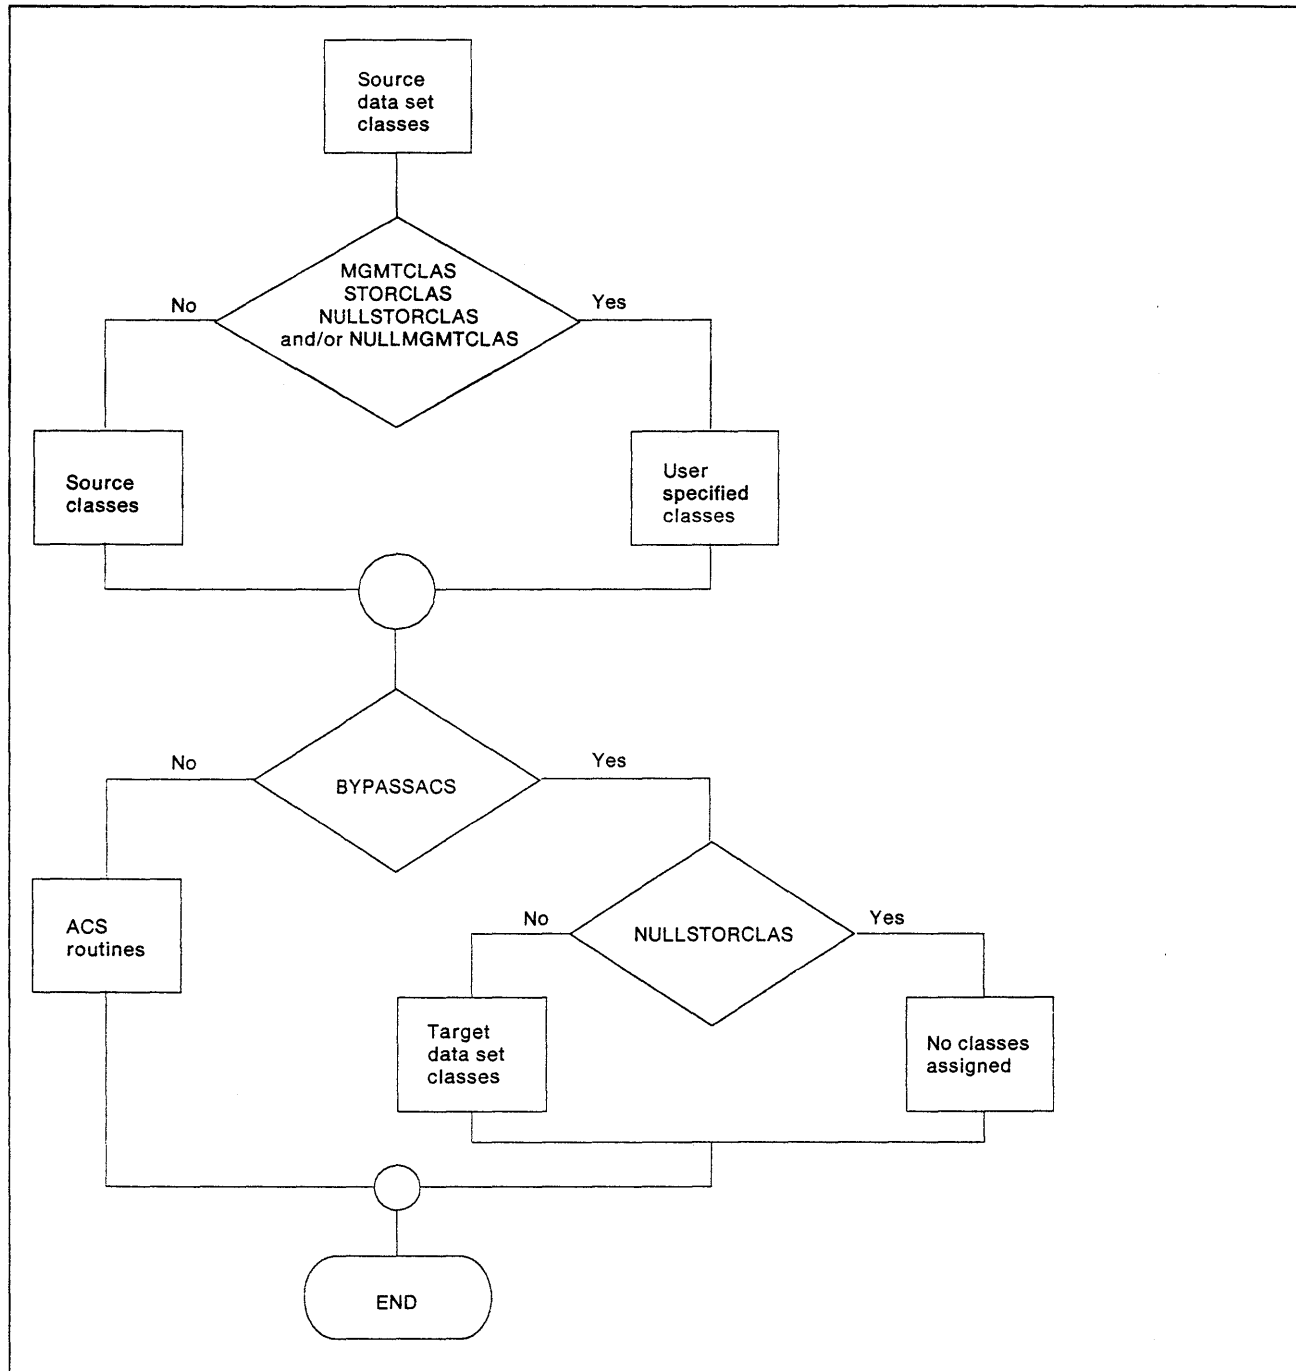 Source
data set
classes
MGMTCLAS
STORCLAS
NULLSTORCLAS
and/or NULLMGMTCLAS
No
Yes
Source
classes
User
specified
classes
No
Yes
BYPASSACS
ACS
routines
No
Yes
NULLSTORCLAS
Target
data set
classes
No classes
assigned
END